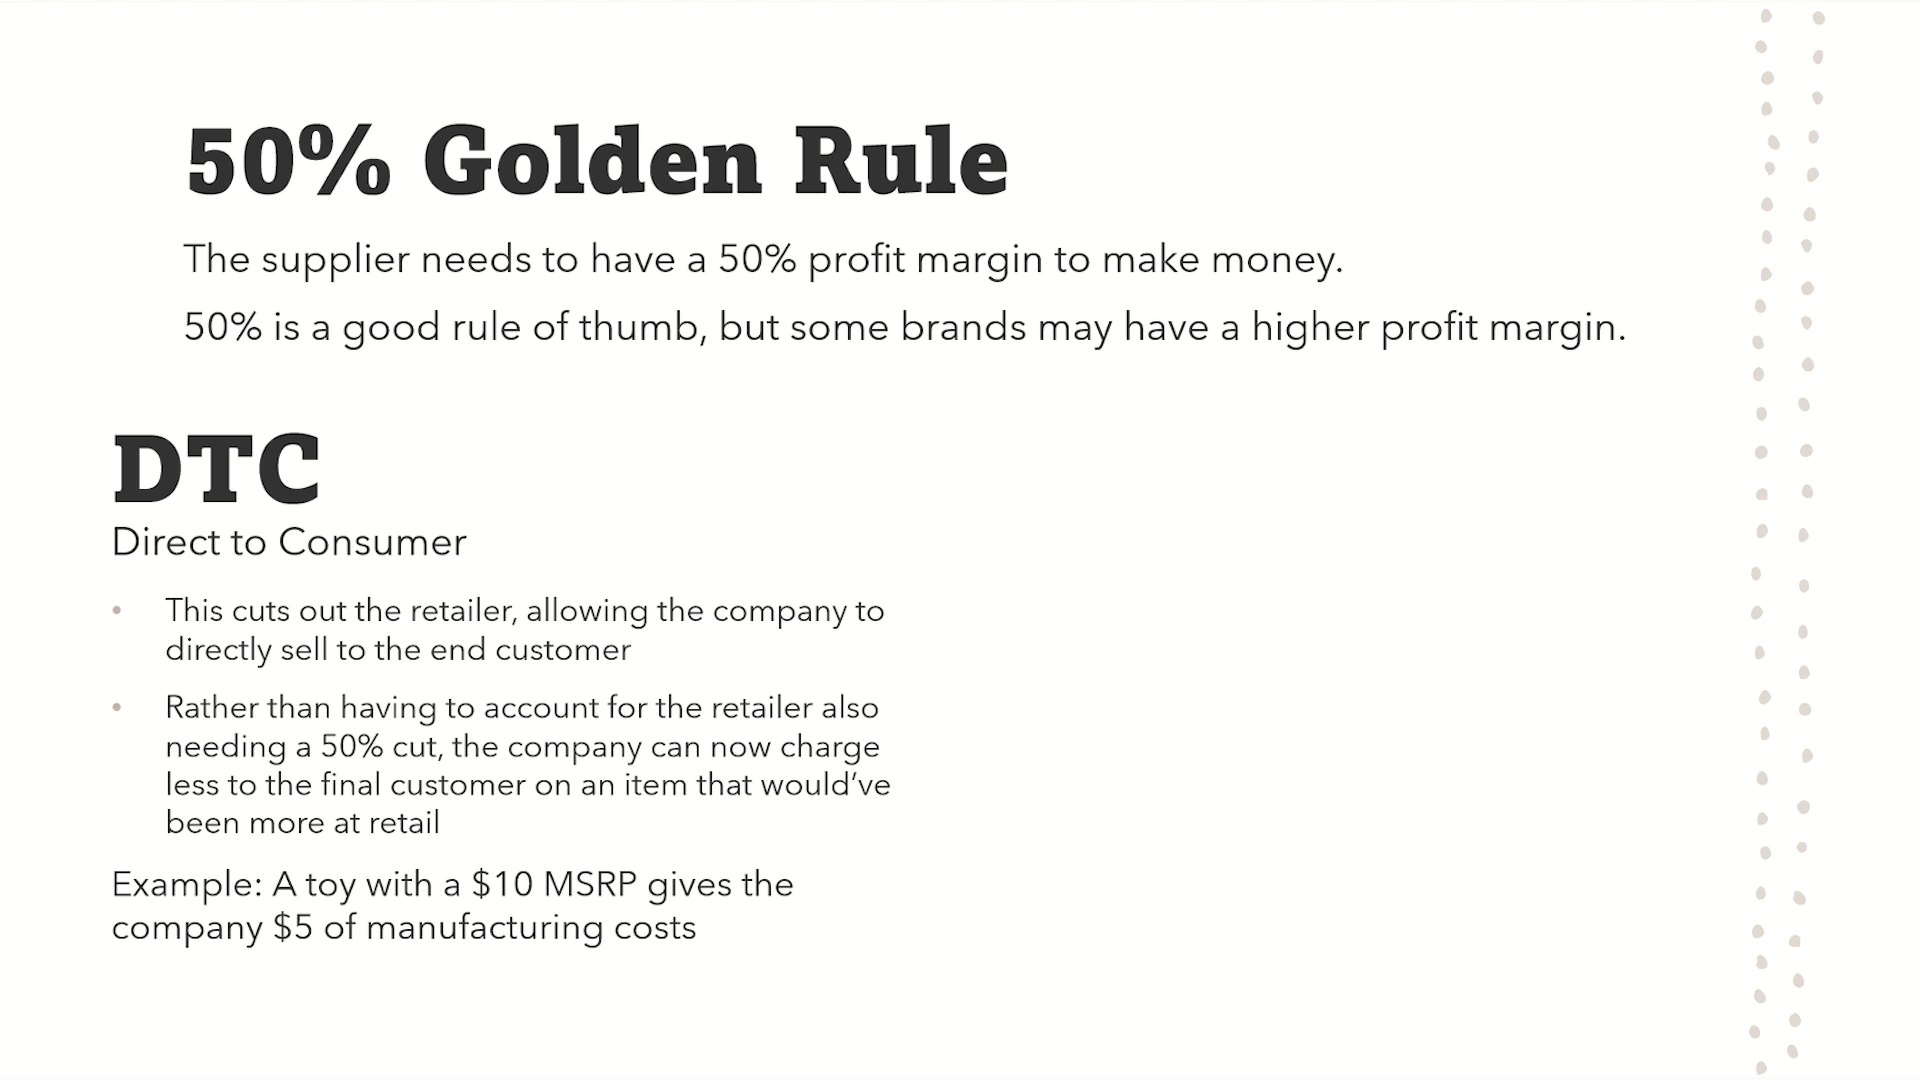 50% Golden Rule
The supplier needs to have a 50% profit margin to make money.
50% is a good rule of thumb, but some brands may have a higher profit margin.
DTC
Direct to Consumer
• This cuts out the retailer, allowing the company to
directly sell to the end customer
• Rather than having to account for the retailer also
needing a 50% cut, the company can now charge
less to the final customer on an item that would’ve
been more at retail
Example: A toy with a $10 MSRP gives the
company $5 of manufacturing costs